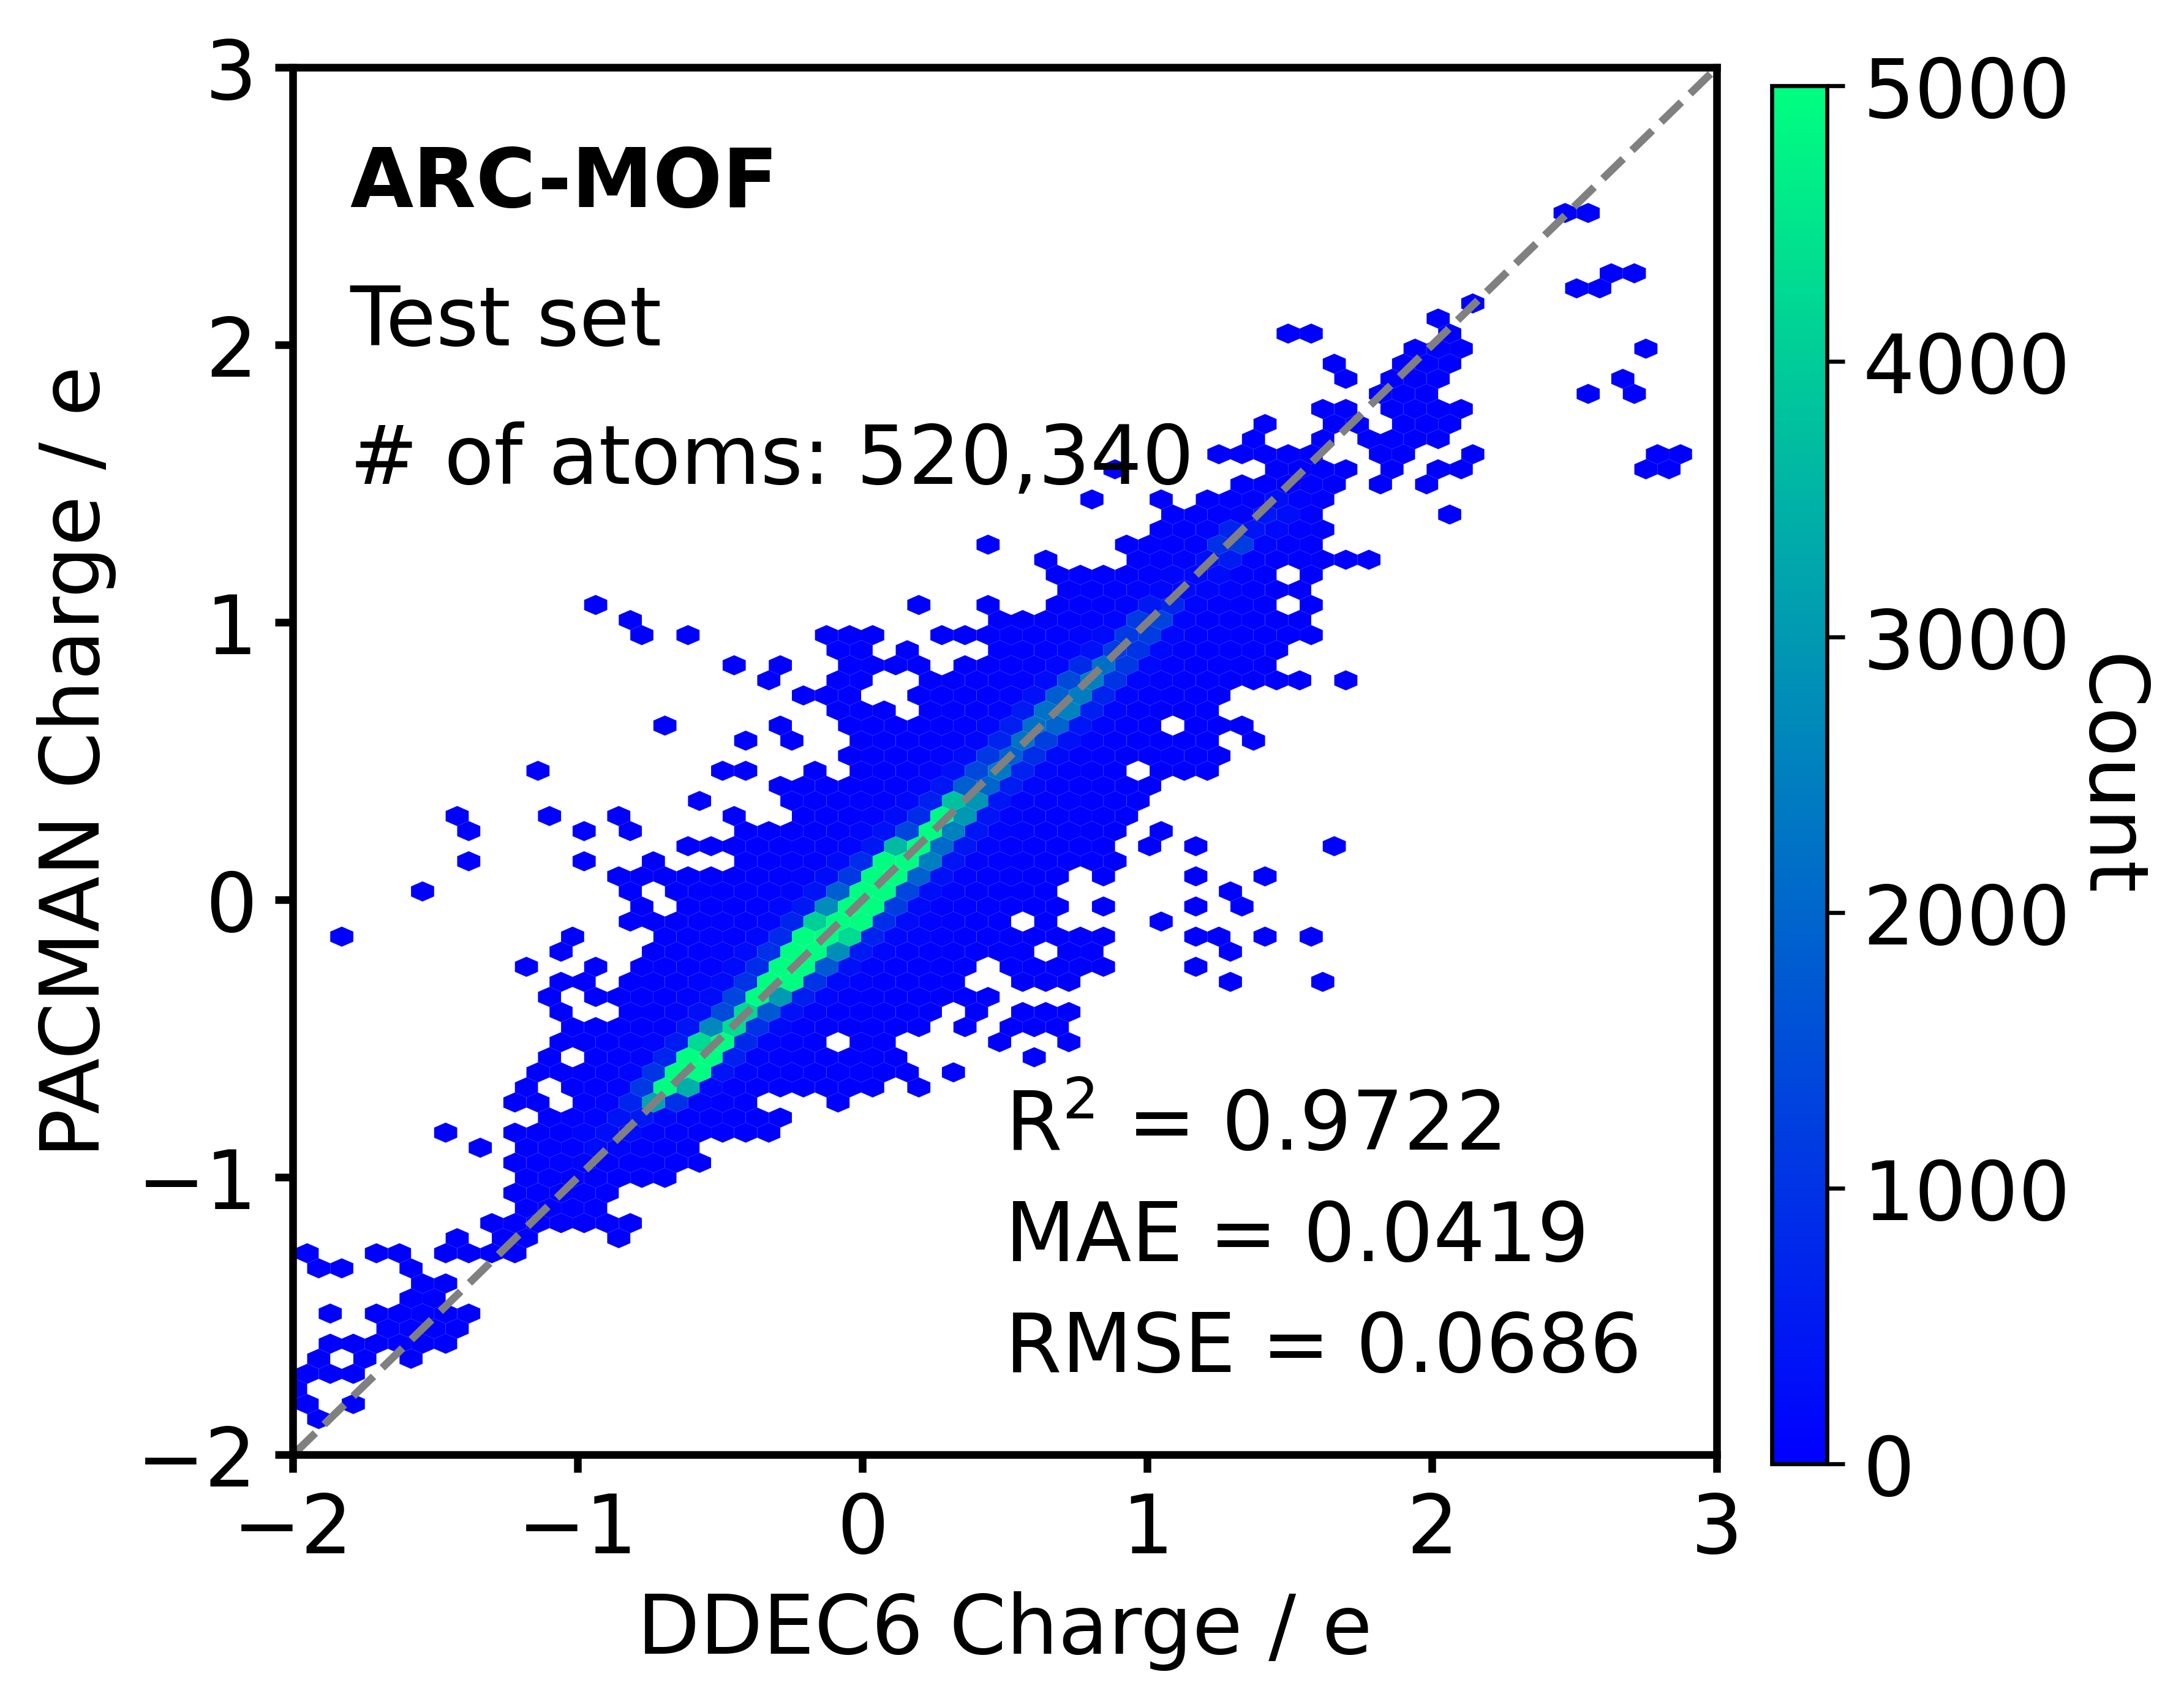 ARC-MOF
Test set
# of atoms: 520,340
R² = 0.9722
MAE = 0.0419
RMSE = 0.0686
3
2
1
0
−1
−2
PACMAN Charge / e
−2
−1
0
1
2
3
DDEC6 Charge / e
5000
4000
3000
2000
1000
0
Count